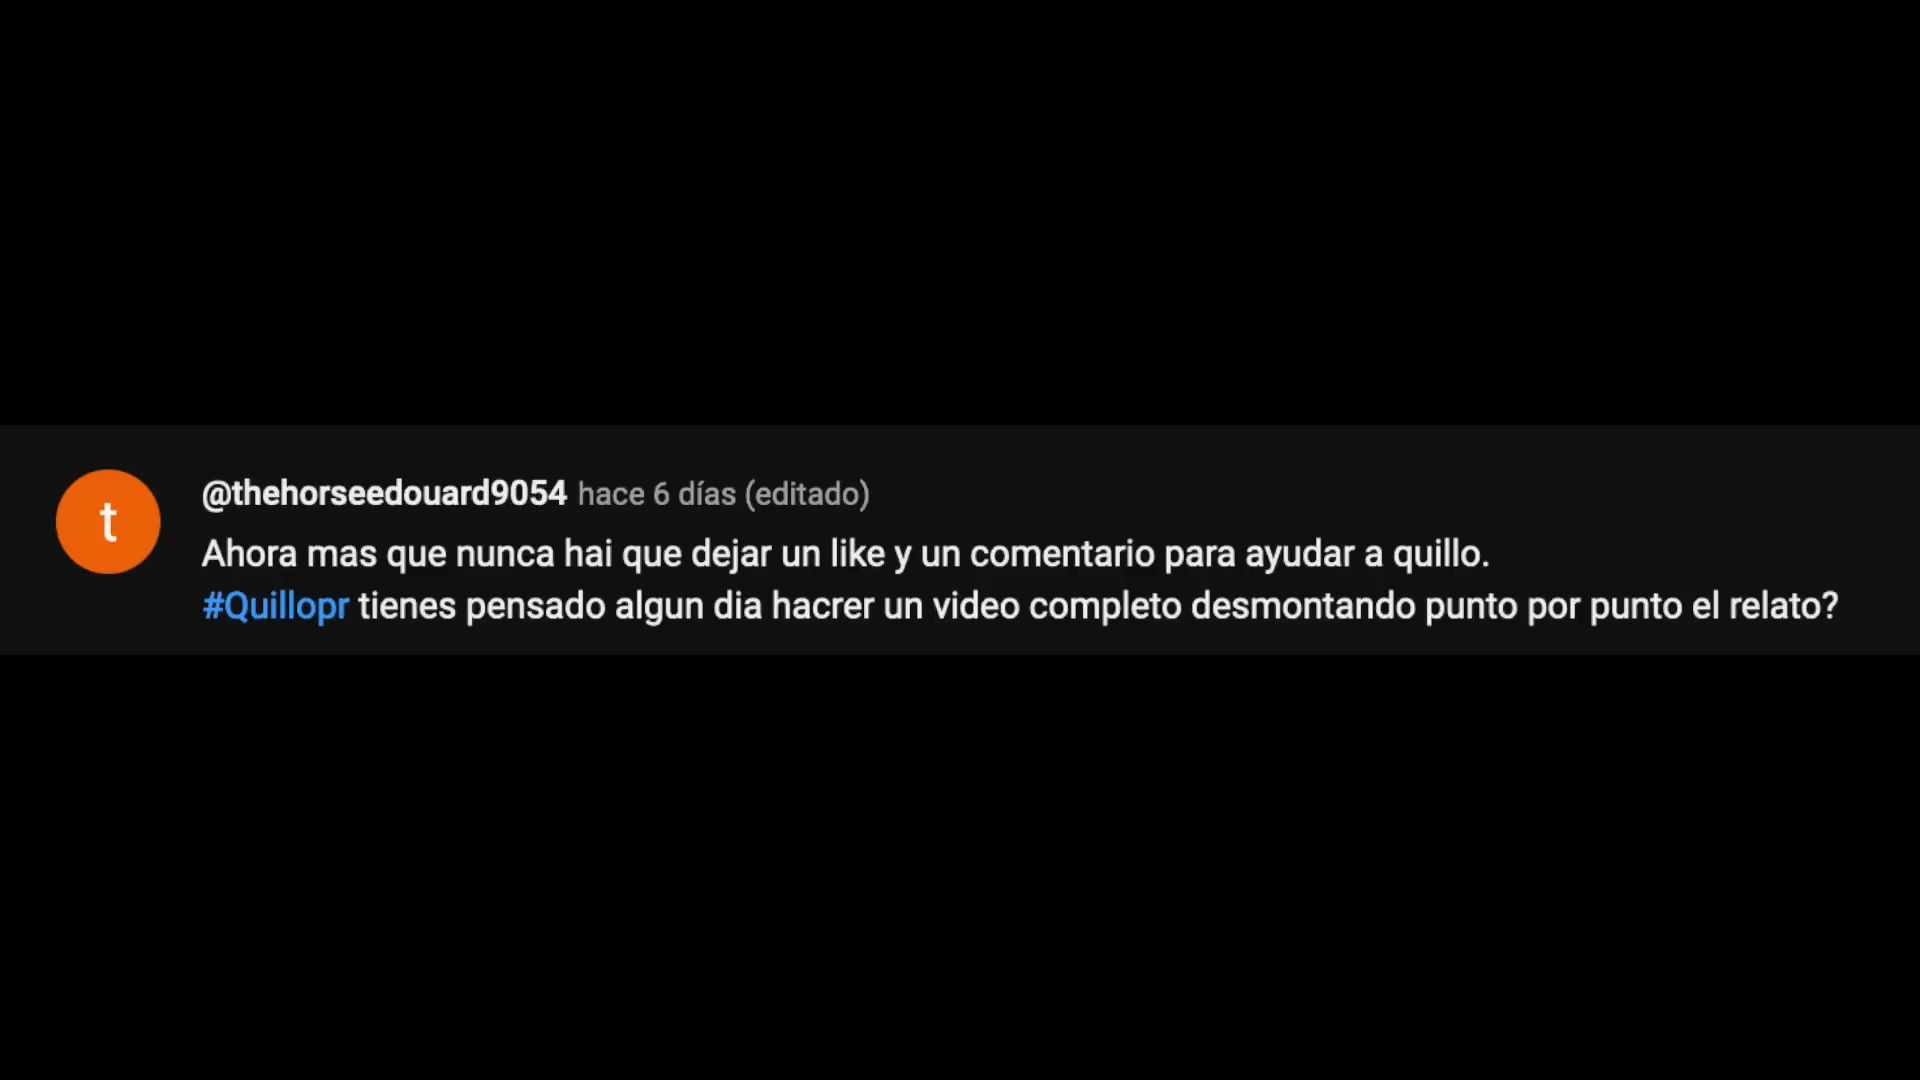 t
@thehorseedouard9054 hace 6 días (editado)
Ahora mas que nunca hai que dejar un like y un comentario para ayudar a quillo.
#Quillopr tienes pensado algun dia hacrer un video completo desmontando punto por punto el relato?